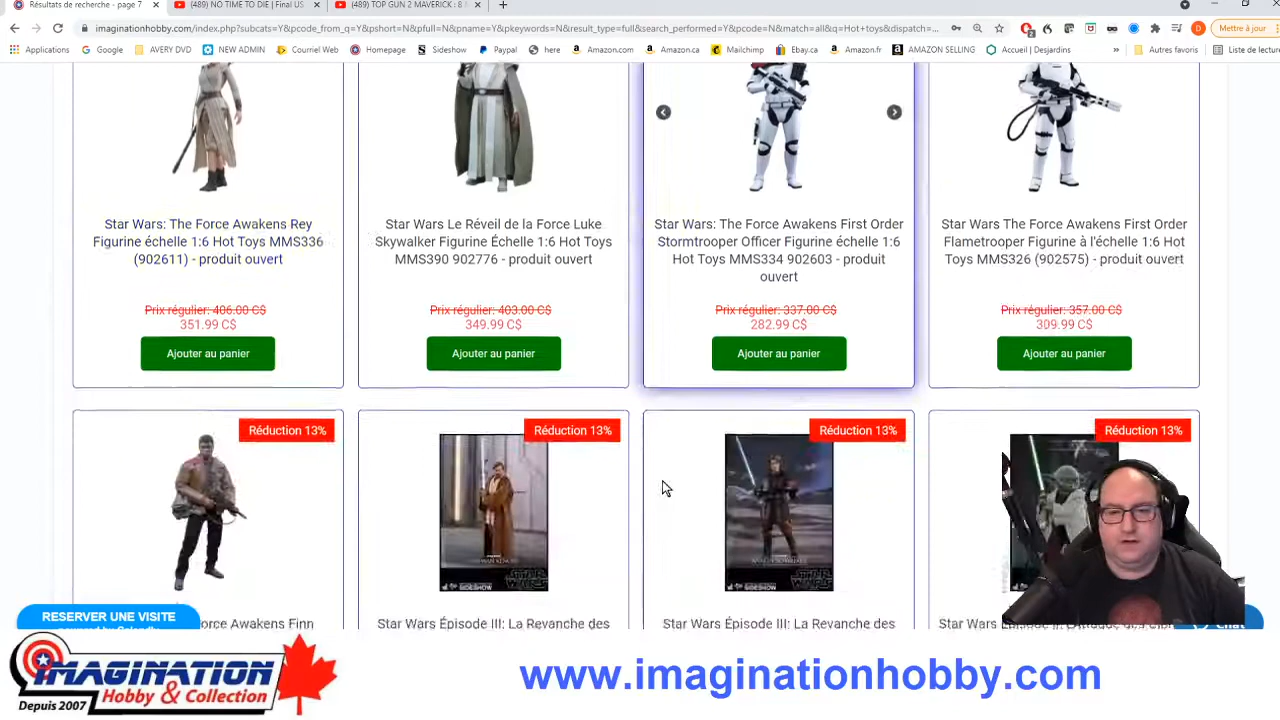 Résultats de recherche - page 7
(489) NO TIME TO DIE | Final US
(489) TOP GUN 2 MAVERICK : 8
imaginationhobby.com/index.php?subcats=Y&pcode_from_q=Y&pshort=N&pfull=N&pname=Y&pkeywords=N&result_type=full&search_performed=Y&pcode=N&match=all&q=Hot+toys&dispatch=...
Mettre à jour
Applications
Google
AVERY DVD
NEW ADMIN
Courriel Web
Homepage
Sideshow
Paypal
here
Amazon.com
Amazon.ca
Mailchimp
Ebay.ca
Amazon.fr
AMAZON SELLING
Accueil | Desjardins
Autres favoris
Liste de lecture
Star Wars: The Force Awakens Rey
Figurine échelle 1:6 Hot Toys MMS336
(902611) - produit ouvert
Prix régulier: 406.00 C$
351.99 C$
Ajouter au panier
Star Wars Le Réveil de la Force Luke
Skywalker Figurine Échelle 1:6 Hot Toys
MMS390 902776 - produit ouvert
Prix régulier: 403.00 C$
349.99 C$
Ajouter au panier
Star Wars: The Force Awakens First Order
Stormtrooper Officer Figurine échelle 1:6
Hot Toys MMS334 902603 - produit
ouvert
Prix régulier: 337.00 C$
282.99 C$
Ajouter au panier
Star Wars The Force Awakens First Order
Flametrooper Figurine à l'échelle 1:6 Hot
Toys MMS326 (902575) - produit ouvert
Prix régulier: 357.00 C$
309.99 C$
Ajouter au panier
Réduction 13%
Réduction 13%
Réduction 13%
Réduction 13%
SIDESHOW
STAR WARS
SIDESHOW
STAR WARS
RESERVER UNE VISITE
powered by Calendly
Force Awakens Finn
Star Wars Épisode III: La Revanche des
Star Wars Épisode III: La Revanche des
Star Wars
Chat
IMAGINATION
Hobby & Collection
Depuis 2007
www.imaginationhobby.com